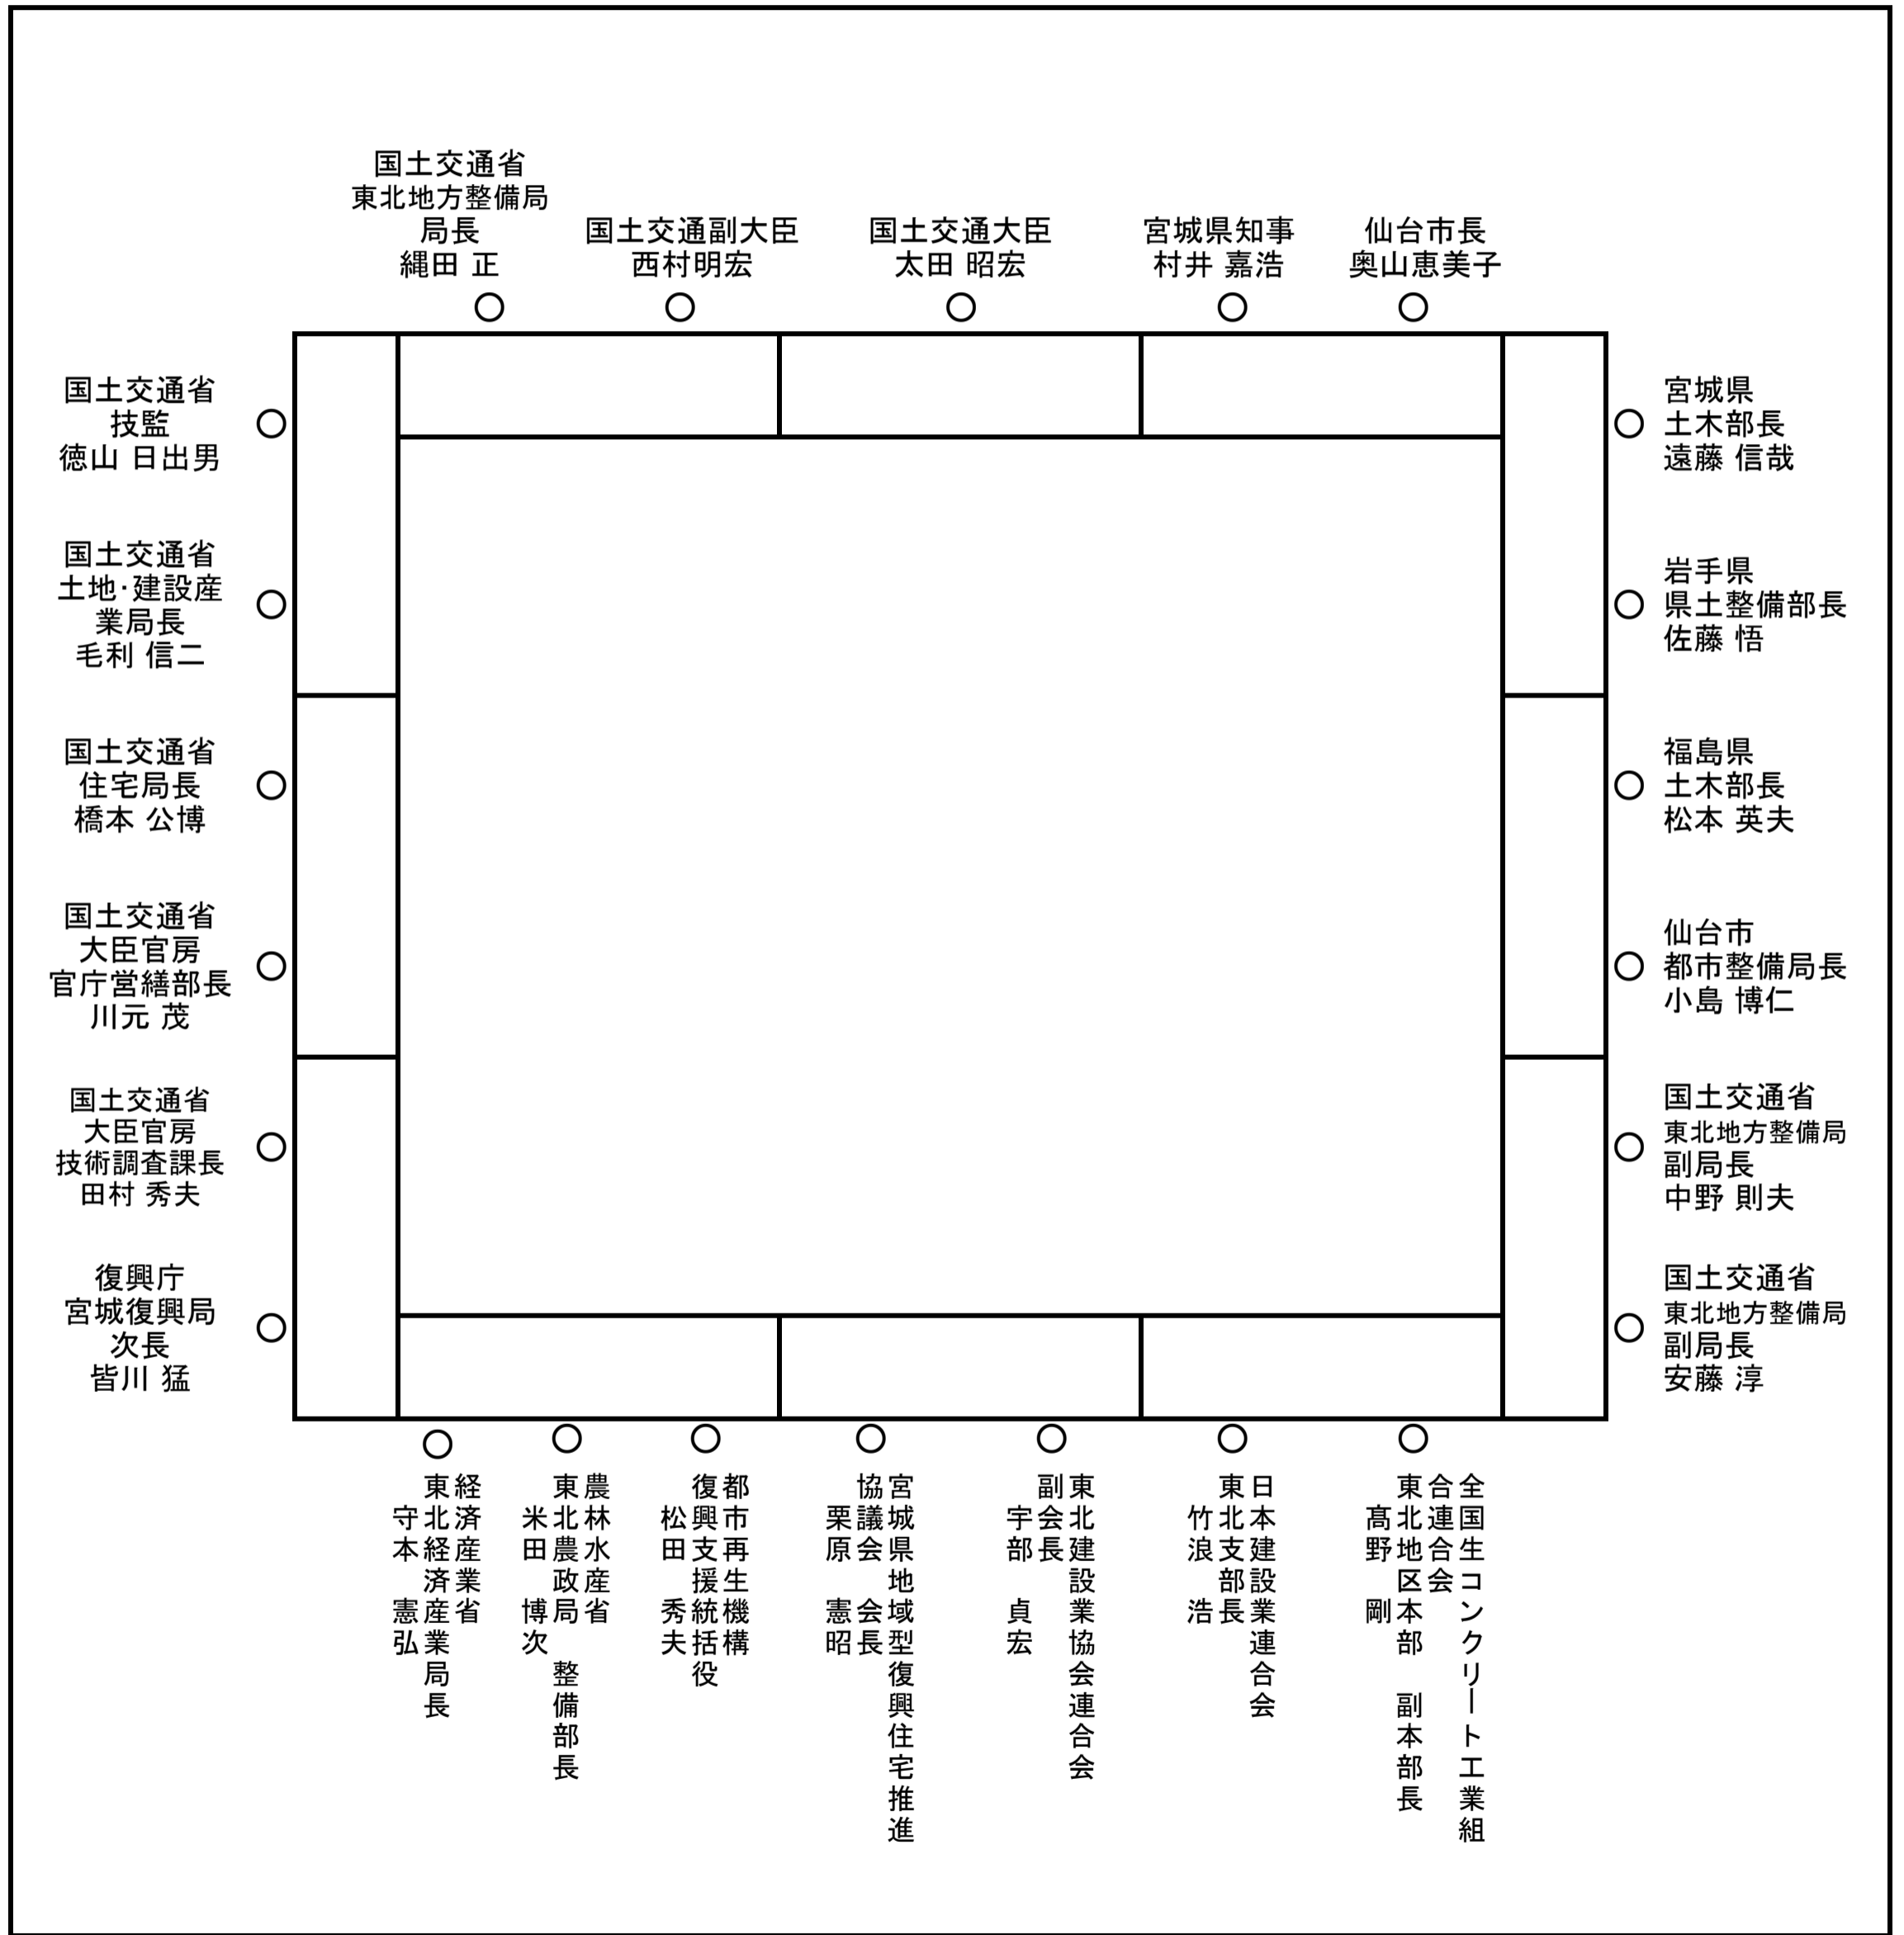 国土交通省
東北地方整備局
局長
縄田 正
国土交通副大臣
西村明宏
国土交通大臣
太田 昭宏
宮城県知事
村井 嘉浩
仙台市長
奥山恵美子
国土交通省
技監
徳山 日出男
国土交通省
土地･建設産
業局長
毛利 信二
国土交通省
住宅局長
橋本 公博
国土交通省
大臣官房
官庁営繕部長
川元 茂
国土交通省
大臣官房
技術調査課長
田村 秀夫
復興庁
宮城復興局
次長
皆川 猛
宮城県
土木部長
遠藤 信哉
岩手県
県土整備部長
佐藤 悟
福島県
土木部長
松本 英夫
仙台市
都市整備局長
小島 博仁
国土交通省
東北地方整備局
副局長
中野 則夫
国土交通省
東北地方整備局
副局長
安藤 淳
経済産業省
東北経済産業局長
守本 憲弘
農林水産省
東北農政局 整備部長
米田 博次
都市再生機構
復興支援統括役
松田 秀夫
宮城県地域型復興住宅推進
協議会 会長
栗原 憲昭
東北建設業協会連合会
副会長
宇部 貞宏
日本建設業連合会
東北支部長
竹浪 浩
全国生コンクリート工業組
合連合会
東北地区本部 副本部長
髙野 剛